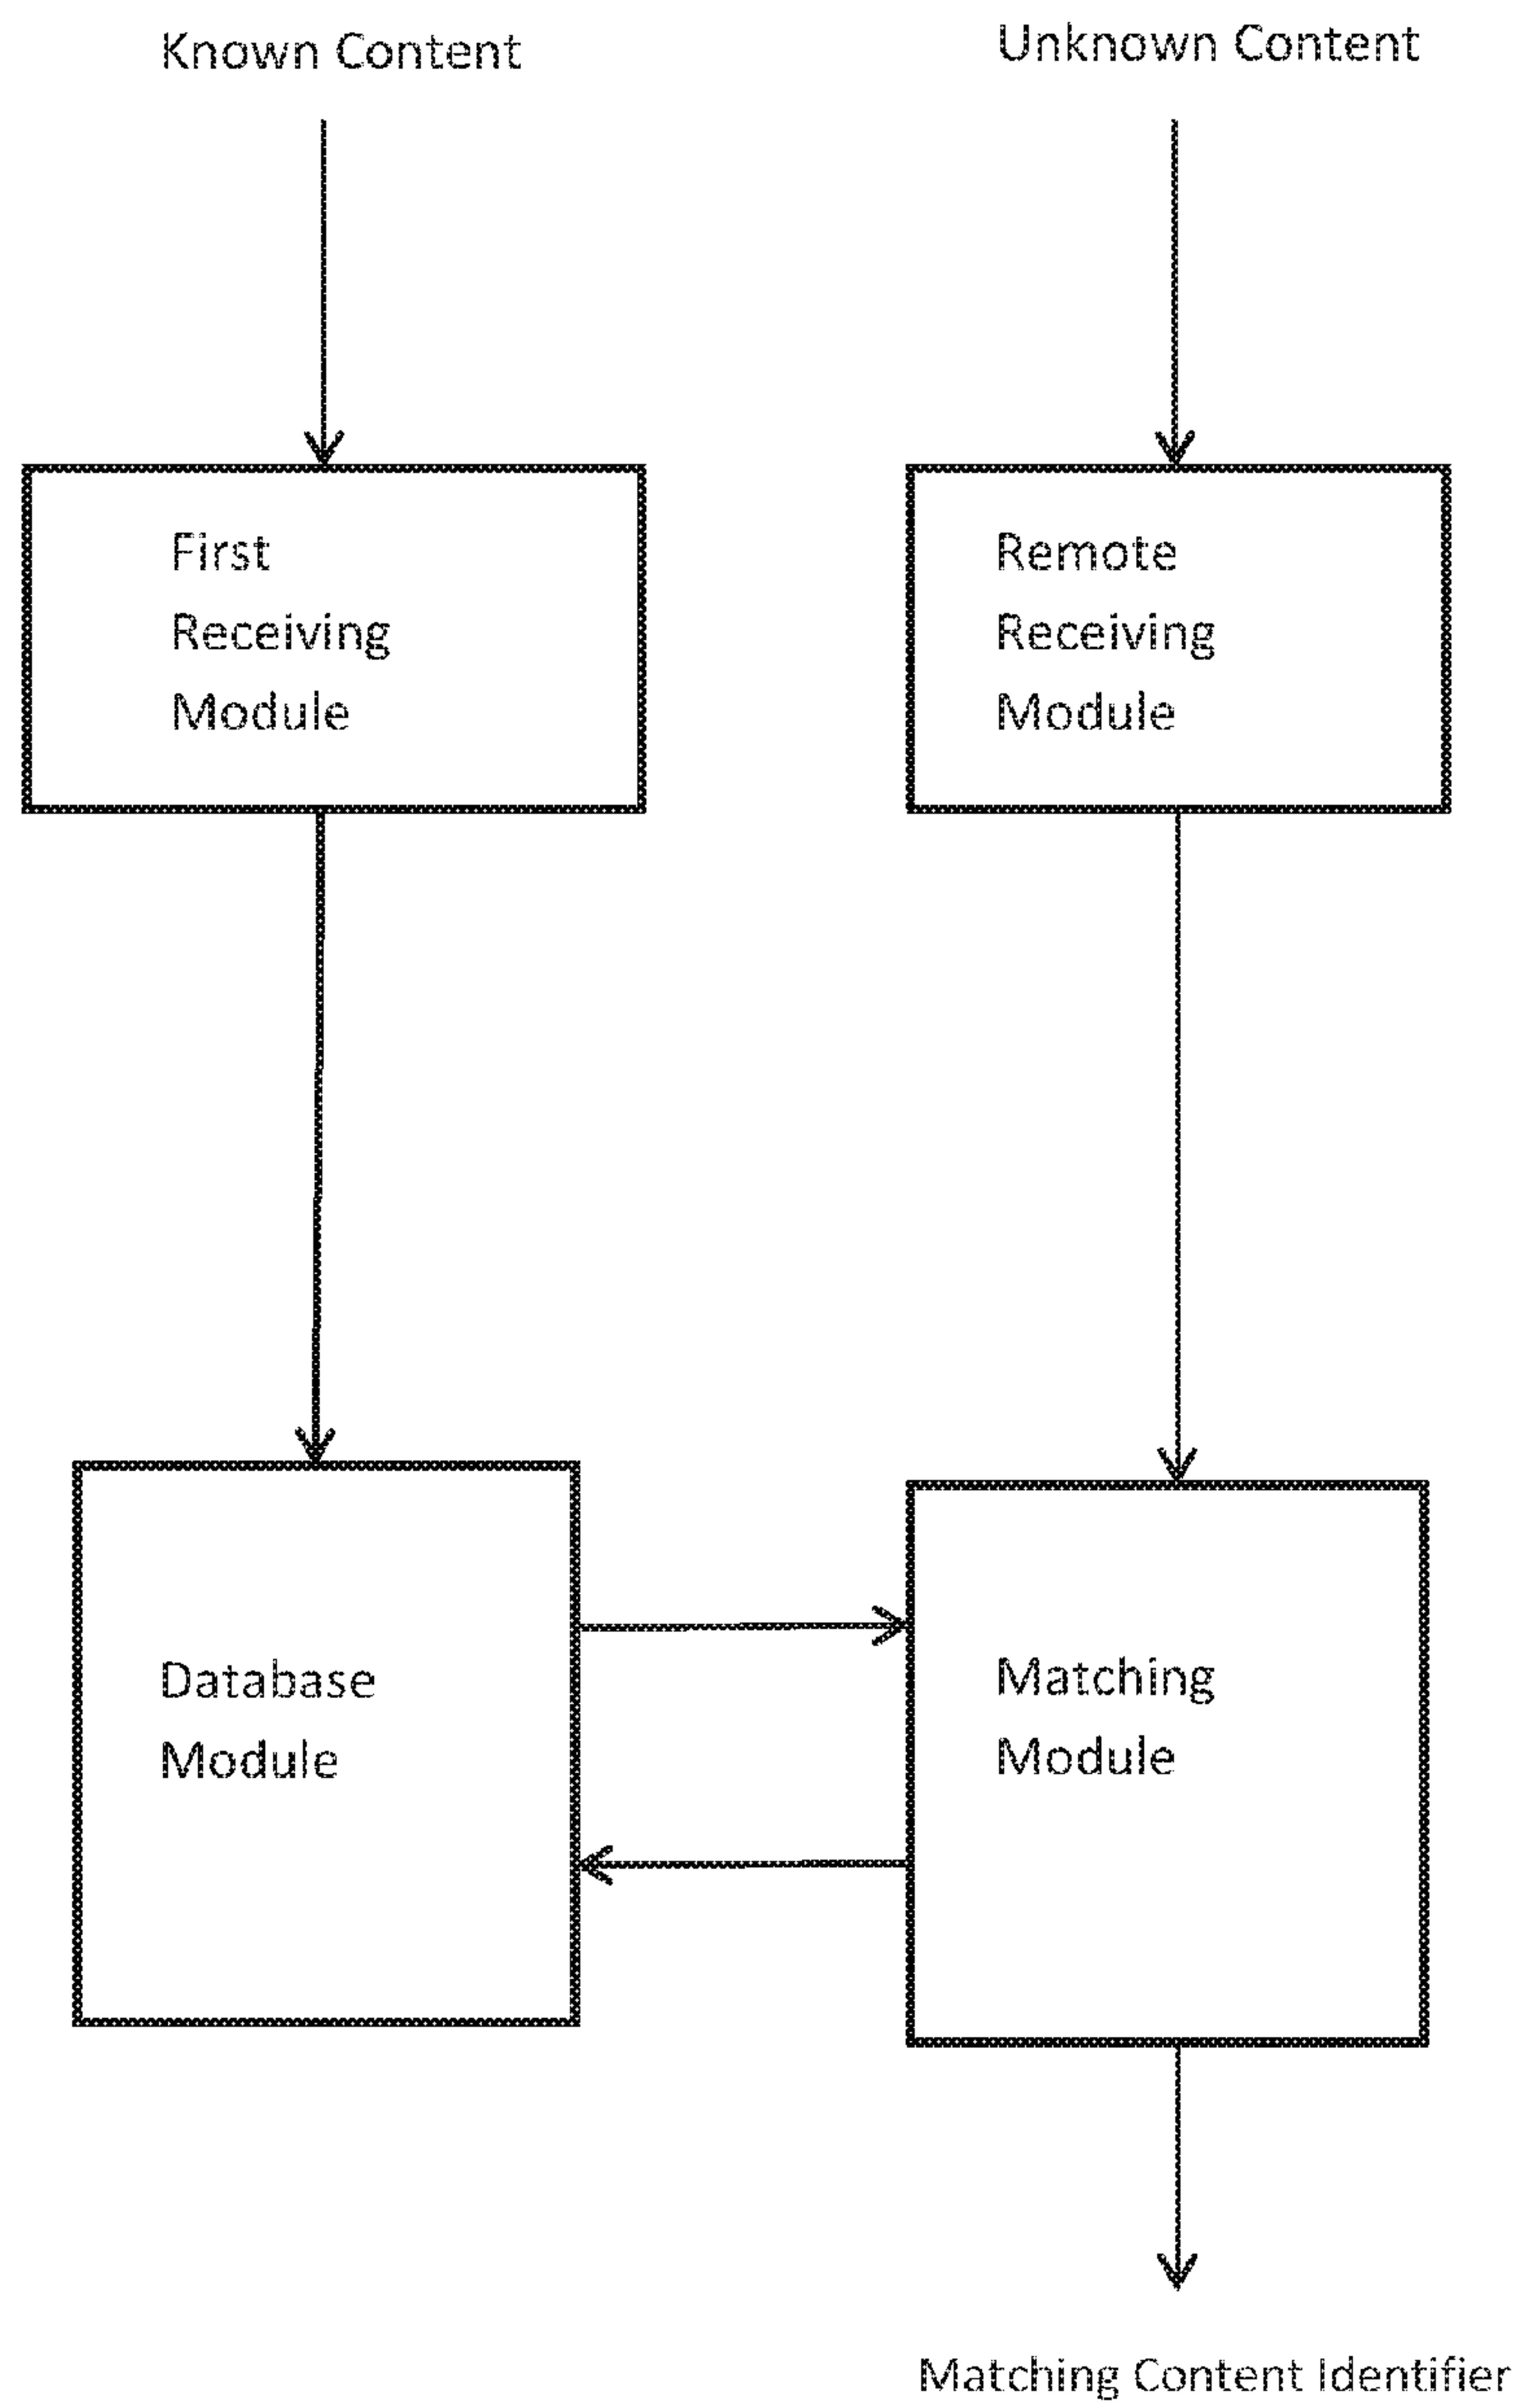 Known Content
Unknown Content
First
Receiving
Module
Remote
Receiving
Module
Database
Module
Matching
Module
Matching Content Identifier